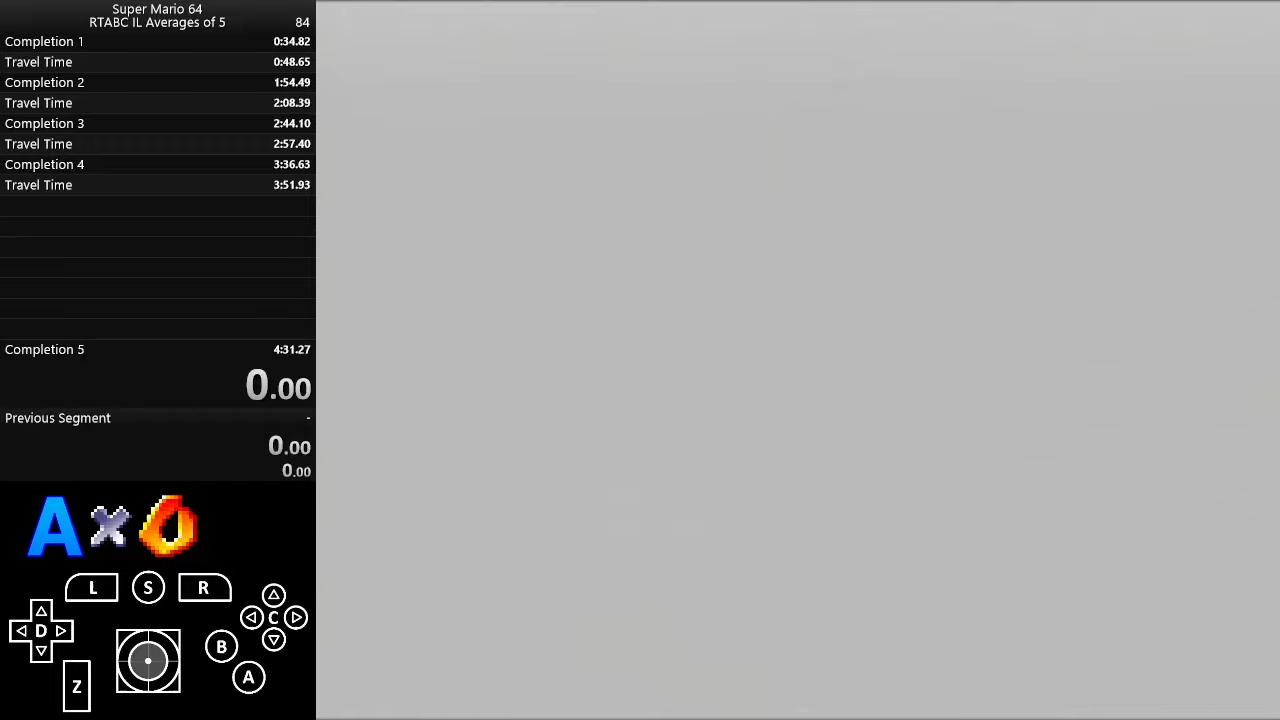 Super Mario 64
RTABC IL Averages of 5 84
Completion 1 0:34.82
Travel Time 0:48.65
Completion 2 1:54.49
Travel Time 2:08.39
Completion 3 2:44.10
Travel Time 2:57.40
Completion 4 3:36.63
Travel Time 3:51.93
Completion 5 4:31.27
0.00
Previous Segment -
0.00
0.00
A×0
L S R
D C
B
Z A